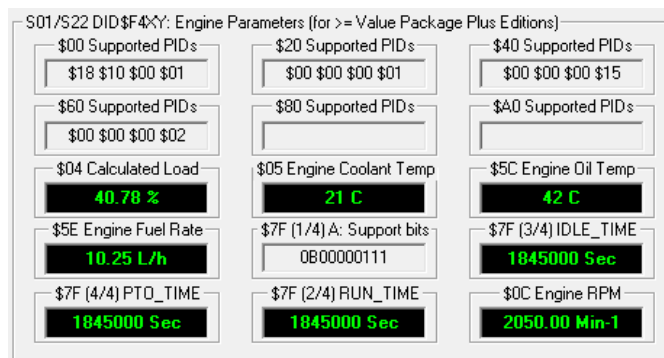 S01/S22 DID$F4XY: Engine Parameters (for >= Value Package Plus Editions)
$00 Supported PIDs
$18 $10 $00 $01
$20 Supported PIDs
$00 $00 $00 $01
$40 Supported PIDs
$00 $00 $00 $15
$60 Supported PIDs
$00 $00 $00 $02
$80 Supported PIDs
$A0 Supported PIDs
$04 Calculated Load
40.78 %
$05 Engine Coolant Temp
21 C
$5C Engine Oil Temp
42 C
$5E Engine Fuel Rate
10.25 L/h
$7F (1/4) A: Support bits
0B00000111
$7F (3/4) IDLE_TIME
1845000 Sec
$7F (4/4) PTO_TIME
1845000 Sec
$7F (2/4) RUN_TIME
1845000 Sec
$0C Engine RPM
2050.00 Min-1